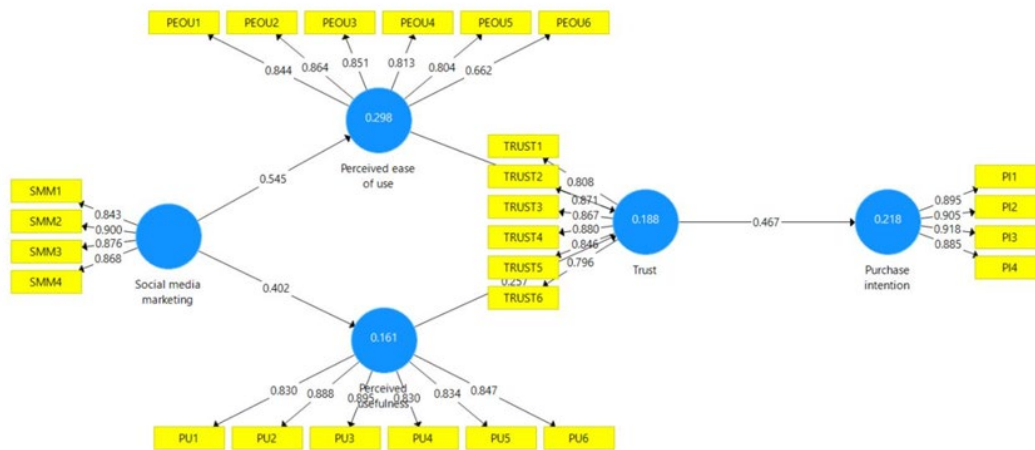 PEOU1 PEOU2 PEOU3 PEOU4 PEOU5 PEOU6
0.844 0.864 0.851 0.813 0.804 0.662
0.298
Perceived ease
of use
SMM1
SMM2
SMM3
SMM4
0.843
0.900
0.876
0.868
Social media
marketing
0.545
0.402
TRUST1
TRUST2
TRUST3
TRUST4
TRUST5
TRUST6
0.808
0.871
0.867
0.880
0.846
0.796
0.257
0.188
Trust
0.467
0.218
Purchase
intention
0.895
0.905
0.918
0.885
PI1
PI2
PI3
PI4
0.161
Perceived
usefulness
0.830 0.888 0.895 0.830 0.834 0.847
PU1 PU2 PU3 PU4 PU5 PU6